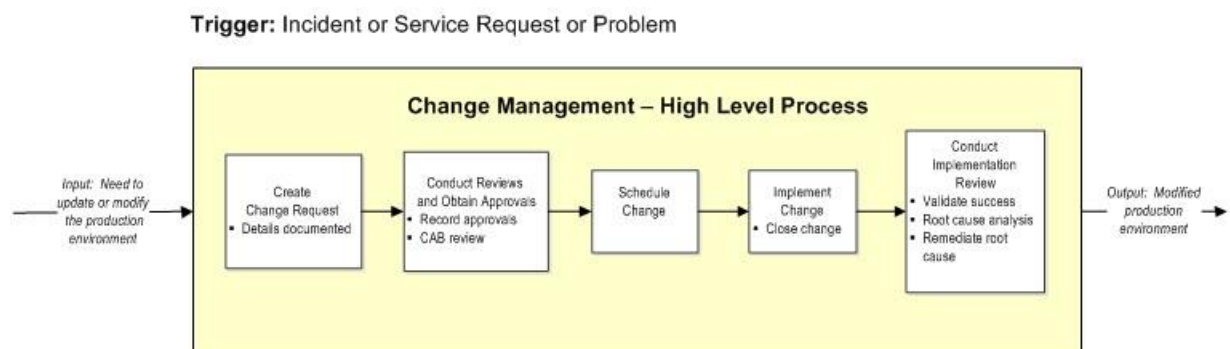 Trigger: Incident or Service Request or Problem
Change Management – High Level Process
Input: Need to
update or modify
the production
environment
Create
Change Request
▪ Details documented
Conduct Reviews
and Obtain Approvals
▪ Record approvals
▪ CAB review
Schedule
Change
Implement
Change
▪ Close change
Conduct
Implementation
Review
▪ Validate success
▪ Root cause analysis
▪ Remediate root
cause
Output: Modified
production
environment